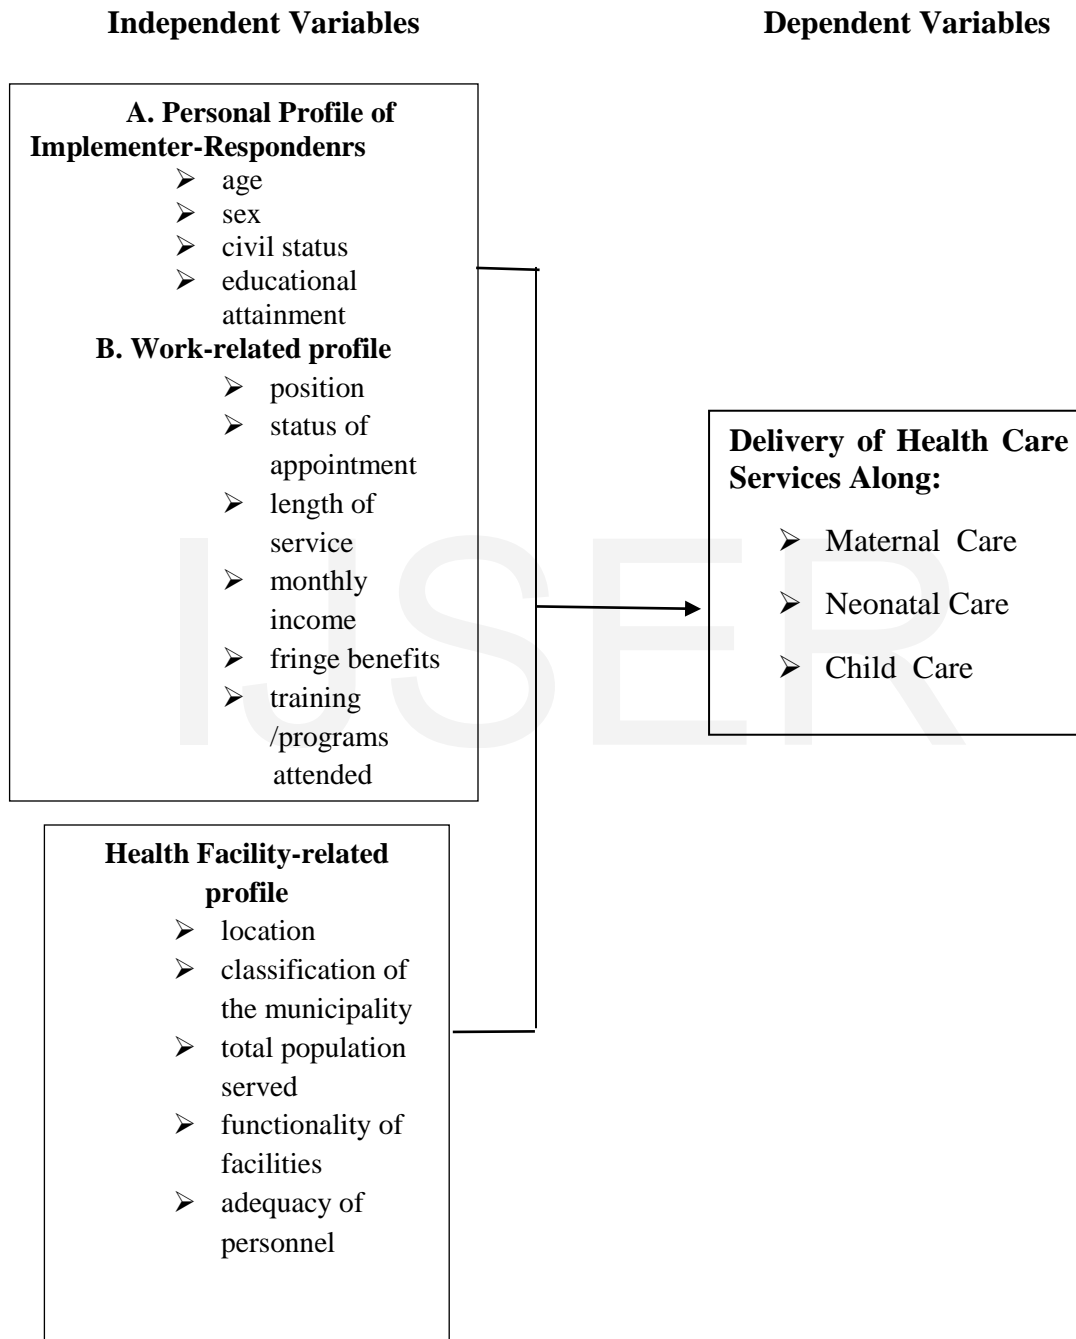 Independent Variables
Dependent Variables
A. Personal Profile of
Implementer-Respondenrs
➢ age
➢ sex
➢ civil status
➢ educational
attainment
B. Work-related profile
➢ position
➢ status of
appointment
➢ length of
service
➢ monthly
income
➢ fringe benefits
➢ training
/programs
attended
Health Facility-related
profile
➢ location
➢ classification of
the municipality
➢ total population
served
➢ functionality of
facilities
➢ adequacy of
personnel
Delivery of Health Care
Services Along:
➢ Maternal Care
➢ Neonatal Care
➢ Child Care
IJSER